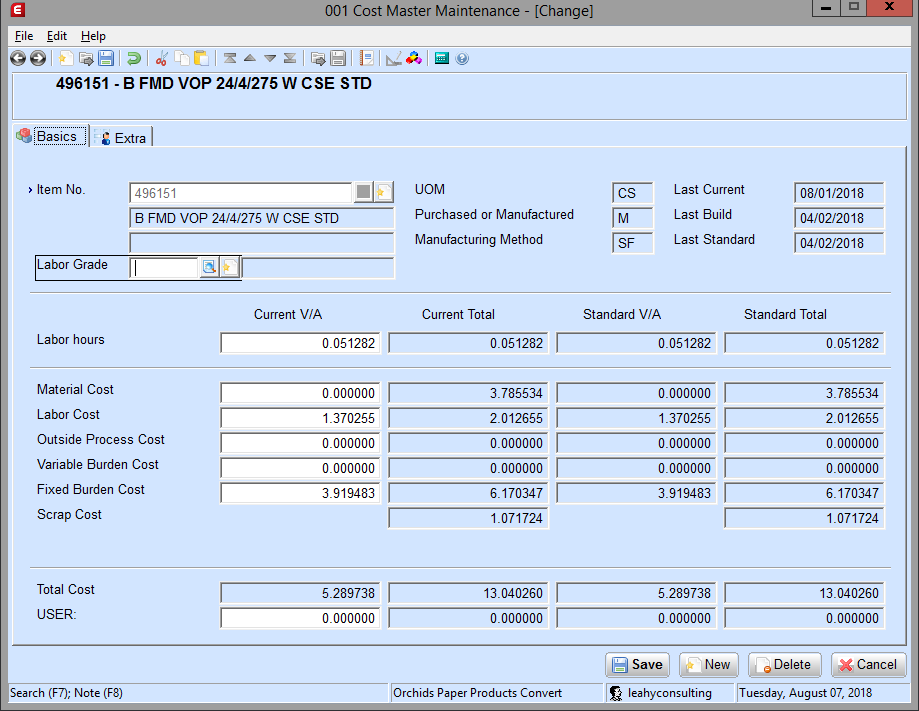 E 001 Cost Master Maintenance - [Change]
File Edit Help
496151 - B FMD VOP 24/4/275 W CSE STD
Basics Extra
Item No. 496151 UOM CS Last Current 08/01/2018
B FMD VOP 24/4/275 W CSE STD Purchased or Manufactured M Last Build 04/02/2018
Manufacturing Method SF Last Standard 04/02/2018
Labor Grade
Current V/A Current Total Standard V/A Standard Total
Labor hours 0.051282 0.051282 0.051282 0.051282
Material Cost 0.000000 3.785534 0.000000 3.785534
Labor Cost 1.370255 2.012655 1.370255 2.012655
Outside Process Cost 0.000000 0.000000 0.000000 0.000000
Variable Burden Cost 0.000000 0.000000 0.000000 0.000000
Fixed Burden Cost 3.919483 6.170347 3.919483 6.170347
Scrap Cost 1.071724 1.071724
Total Cost 5.289738 13.040260 5.289738 13.040260
USER: 0.000000 0.000000 0.000000 0.000000
Save New Delete Cancel
Search (F7); Note (F8) Orchids Paper Products Convert leahyconsulting Tuesday, August 07, 2018